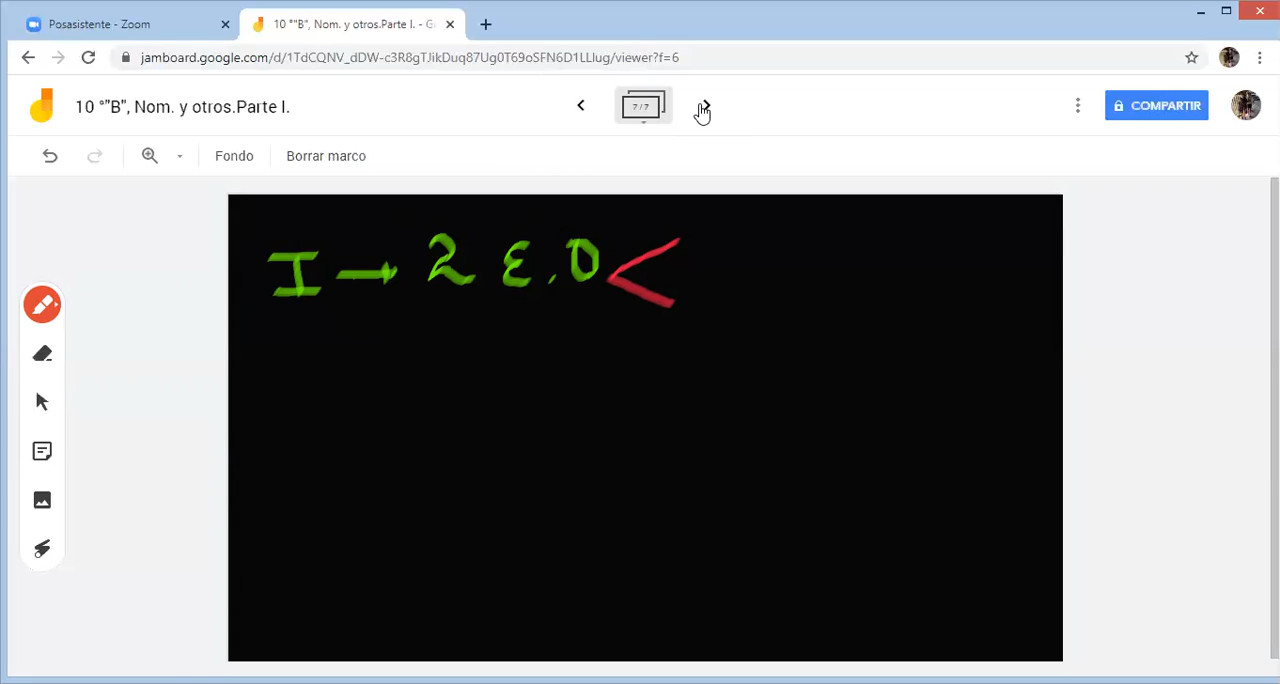 Posasistente - Zoom
10 °"B", Nom. y otros.Parte I. - G
jamboard.google.com/d/1TdCQNV_dDW-c3R8gTJikDuq87Ug0T69oSFN6D1LLlug/viewer?f=6
10 °"B", Nom. y otros.Parte I.
7 / 7
COMPARTIR
Fondo
Borrar marco
I → 2 E.O <